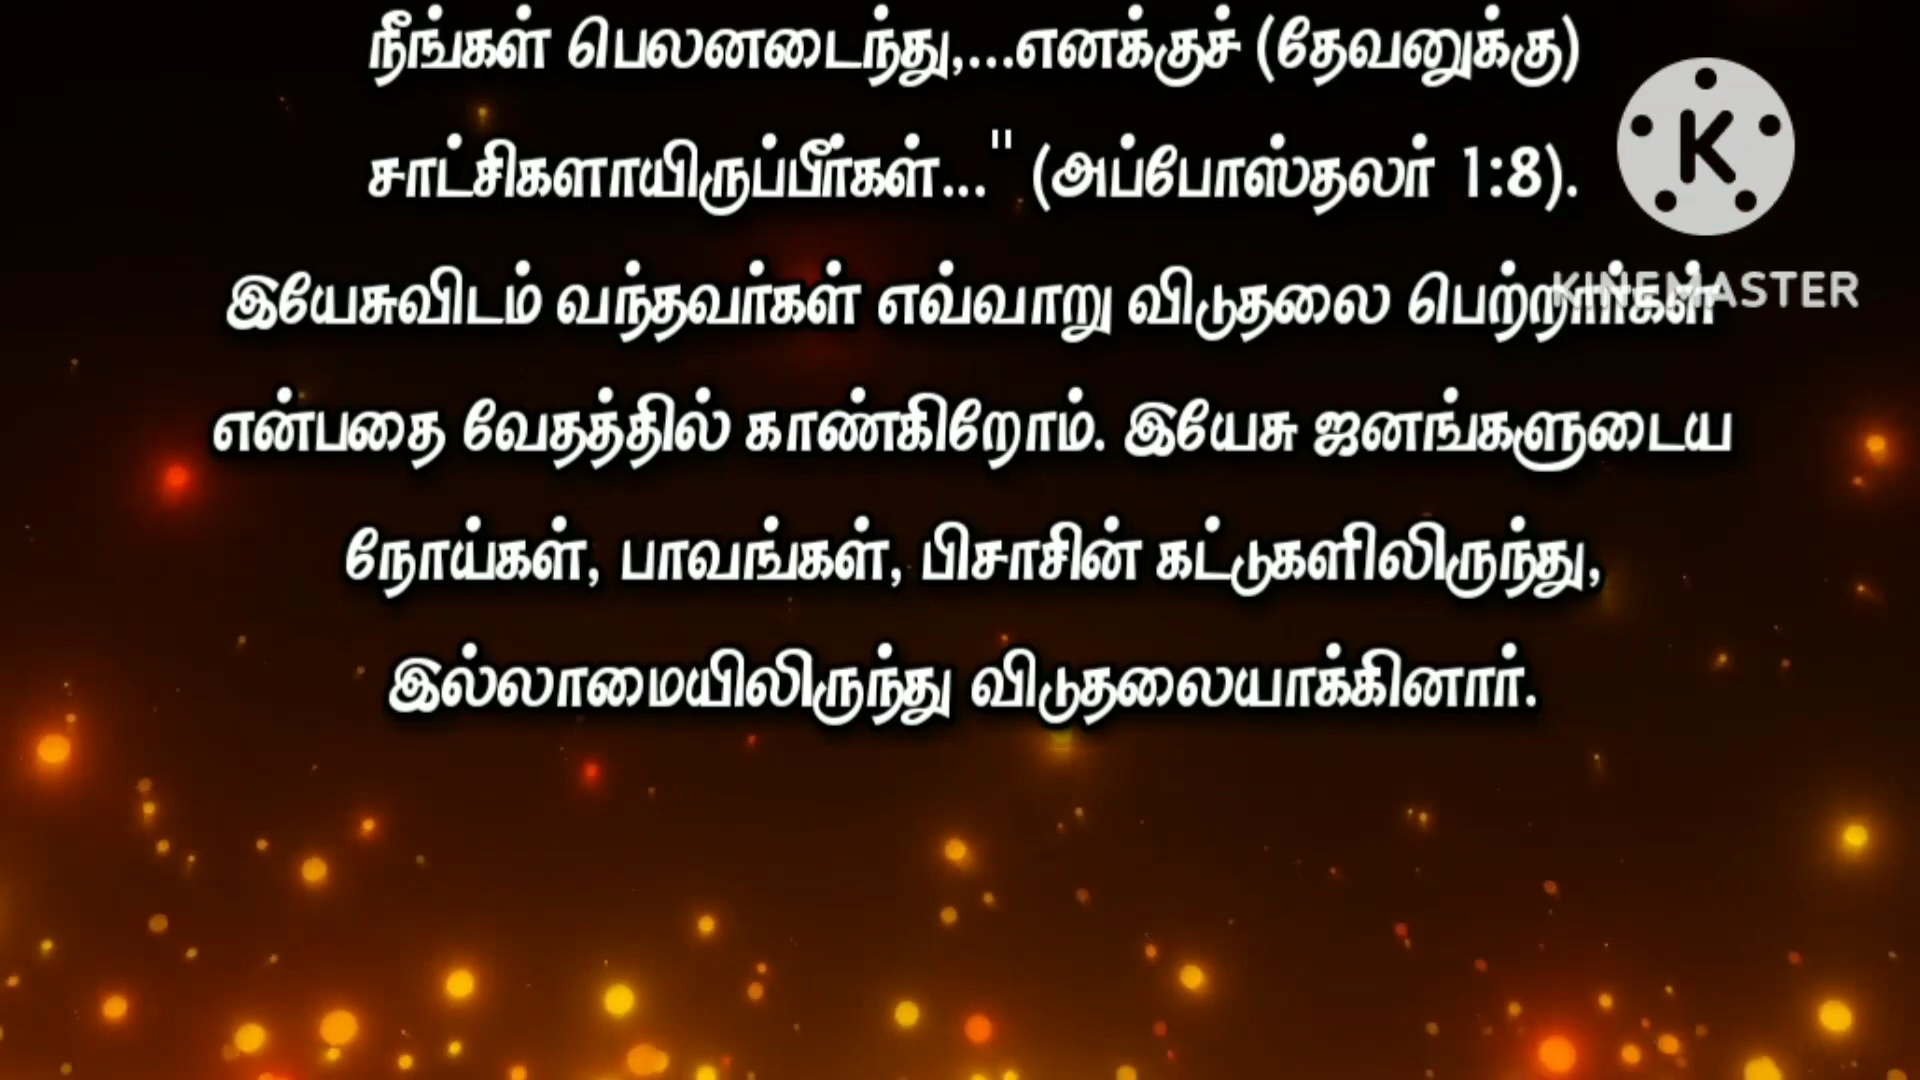 நீங்கள் பெலனடைந்து,...எனக்குச் (தேவனுக்கு)
சாட்சிகளாயிருப்பீர்கள்..." (அப்போஸ்தலர் 1:8).
இயேசுவிடம் வந்தவர்கள் எவ்வாறு விடுதலை பெற்றார்கள்
என்பதை வேதத்தில் காண்கிறோம். இயேசு ஜனங்களுடைய
நோய்கள், பாவங்கள், பிசாசின் கட்டுகளிலிருந்து,
இல்லாமையிலிருந்து விடுதலையாக்கினார்.
K
KINEMASTER